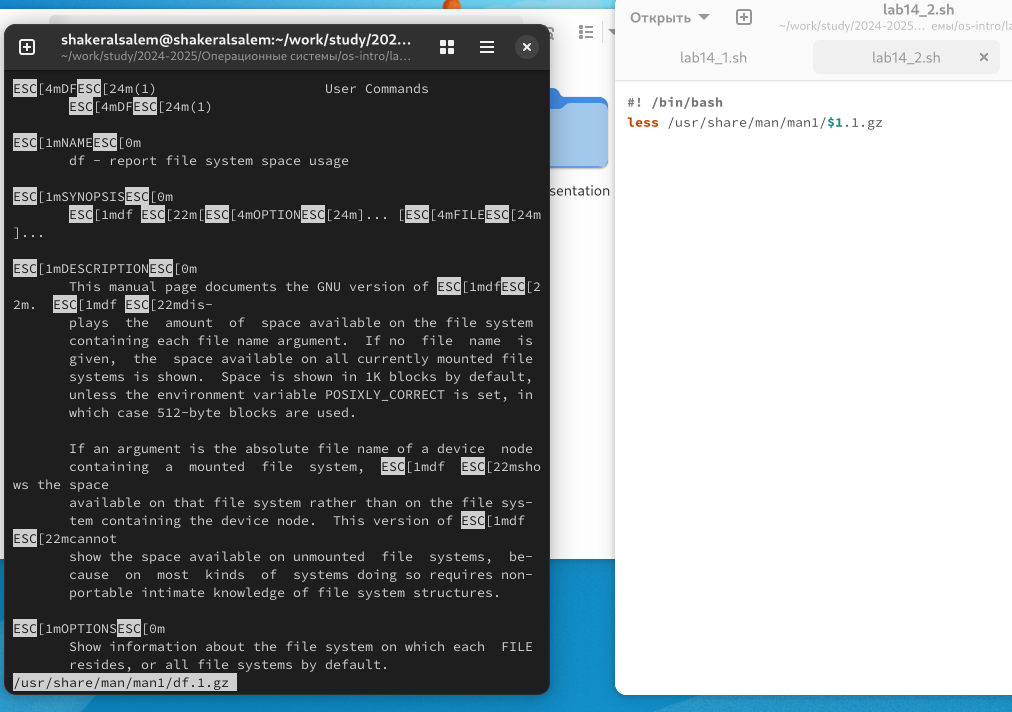 shakeralsalem@shakeralsalem:~/work/study/202...
~/work/study/2024-2025/Операционные системы/os-intro/la...
ESC[4mDFESC[24m(1) User Commands
ESC[4mDFESC[24m(1)
ESC[1mNAMEESC[0m
df - report file system space usage
ESC[1mSYNOPSISESC[0m
ESC[1mdf ESC[22m[ESC[4mOPTIONESC[24m]... [ESC[4mFILEESC[24m
]...
ESC[1mDESCRIPTIONESC[0m
This manual page documents the GNU version of ESC[1mdfESC[2
2m. ESC[1mdf ESC[22mdis-
plays the amount of space available on the file system
containing each file name argument. If no file name is
given, the space available on all currently mounted file
systems is shown. Space is shown in 1K blocks by default,
unless the environment variable POSIXLY_CORRECT is set, in
which case 512-byte blocks are used.
If an argument is the absolute file name of a device node
containing a mounted file system, ESC[1mdf ESC[22msho
ws the space
available on that file system rather than on the file sys-
tem containing the device node. This version of ESC[1mdf
ESC[22mcannot
show the space available on unmounted file systems, be-
cause on most kinds of systems doing so requires non-
portable intimate knowledge of file system structures.
ESC[1mOPTIONSESC[0m
Show information about the file system on which each FILE
resides, or all file systems by default.
/usr/share/man/man1/df.1.gz
sentation
Открыть
lab14_2.sh
~/work/study/2024-2025... емы/os-intro/la
lab14_1.sh
lab14_2.sh
#! /bin/bash
less /usr/share/man/man1/$1.1.gz